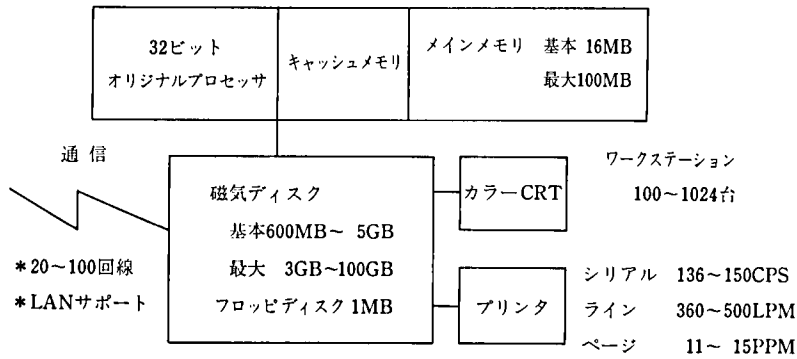 32ビット
オリジナルプロセッサ
キャッシュメモリ
メインメモリ 基本 16MB
最大100MB
通信
*20～100回線
*LANサポート
磁気ディスク
基本600MB～ 5GB
最大 3GB～100GB
フロッピディスク 1MB
カラーCRT
ワークステーション
100～1024台
プリンタ
シリアル 136～150CPS
ライン 360～500LPM
ページ 11～ 15PPM